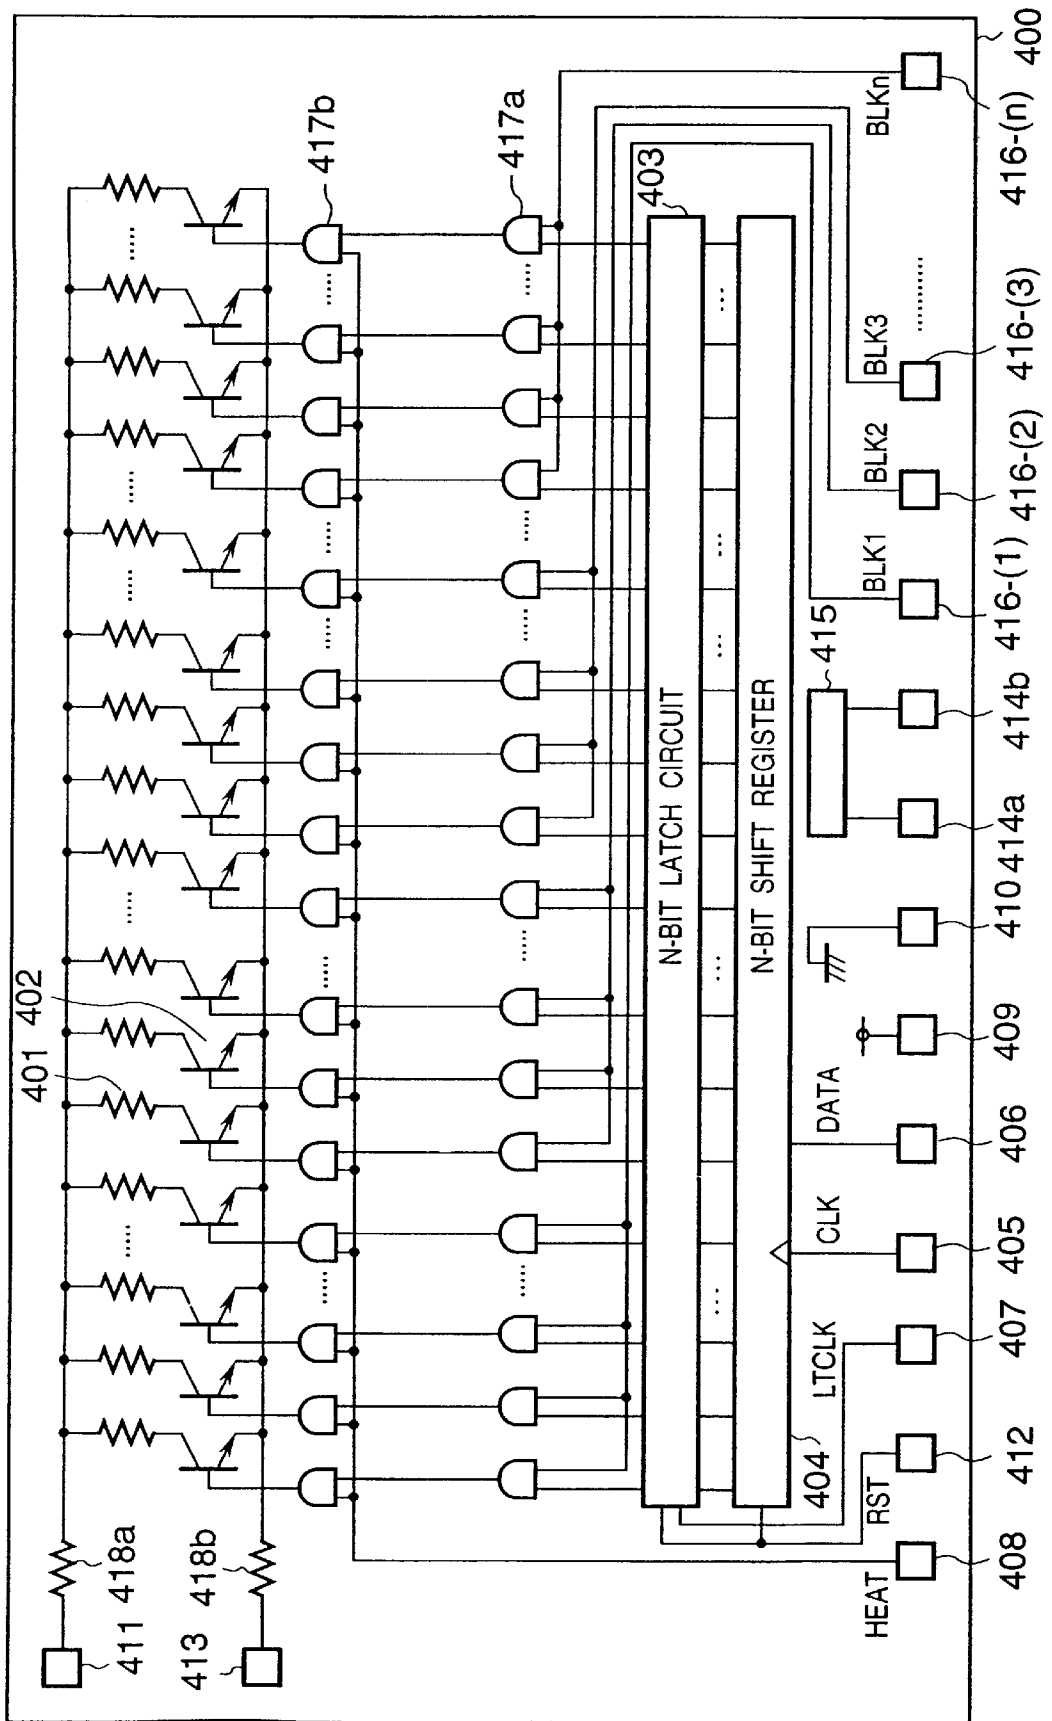 411
418a
413
418b
401
402
417b
417a
403
N-BIT LATCH CIRCUIT
N-BIT SHIFT REGISTER
404
415
HEAT
RST
LTCLK
CLK
DATA
BLK1
BLK2
BLK3
BLKn
408
412
407
405
406
409
410
414a
414b
416-(1)
416-(2)
416-(3)
416-(n)
400